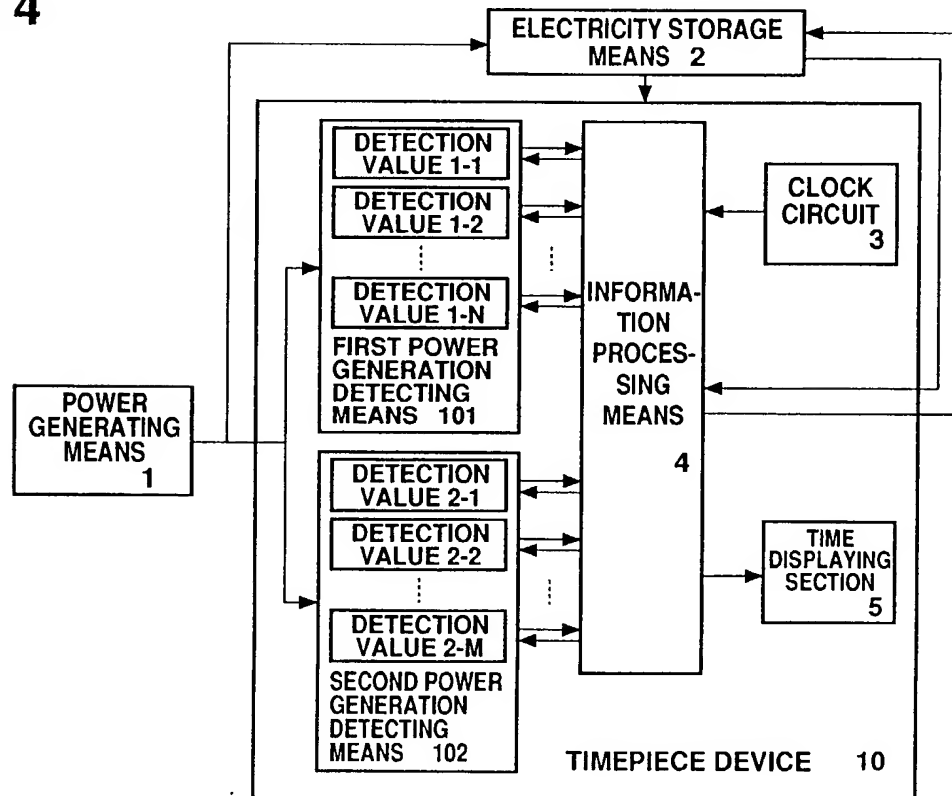 4
ELECTRICITY STORAGE
MEANS 2
DETECTION
VALUE 1-1
DETECTION
VALUE 1-2
DETECTION
VALUE 1-N
FIRST POWER
GENERATION
DETECTING
MEANS 101
POWER
GENERATING
MEANS
1
DETECTION
VALUE 2-1
DETECTION
VALUE 2-2
DETECTION
VALUE 2-M
SECOND POWER
GENERATION
DETECTING
MEANS 102
INFORMA-
TION
PROCES-
SING
MEANS
4
CLOCK
CIRCUIT
3
TIME
DISPLAYING
SECTION
5
TIMEPIECE DEVICE 10